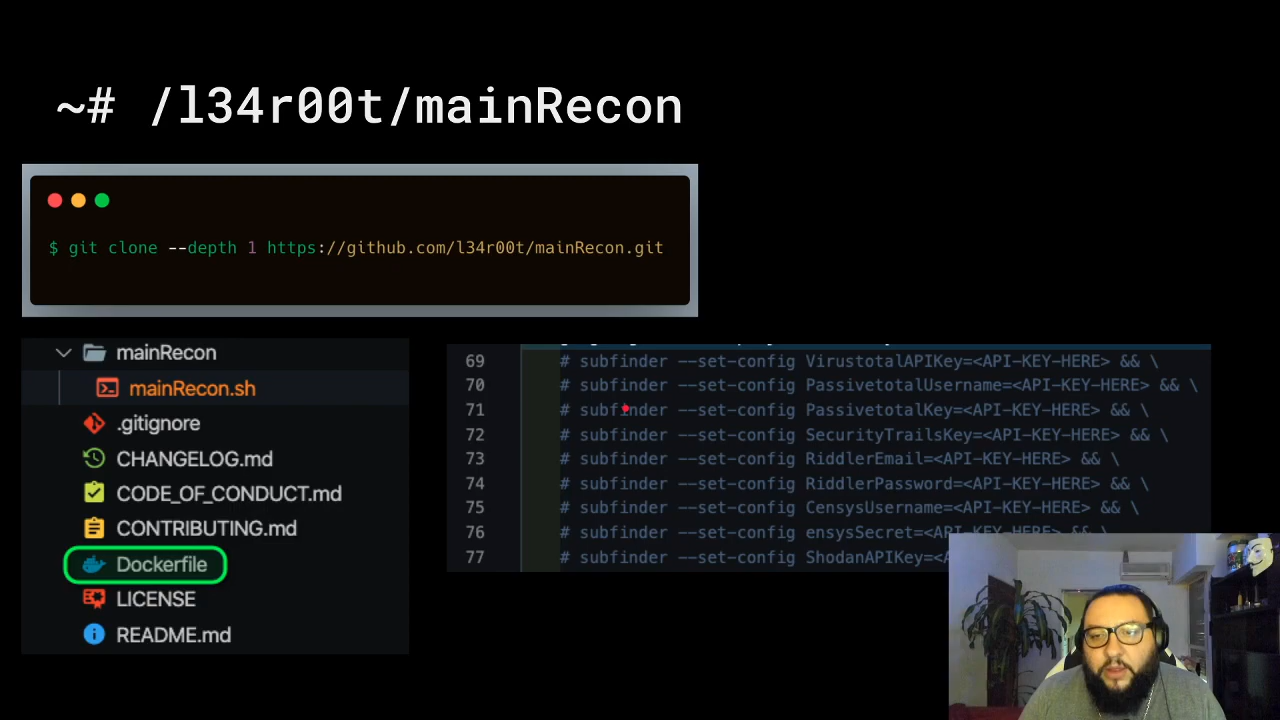 ~# /l34r00t/mainRecon
$ git clone --depth 1 https://github.com/l34r00t/mainRecon.git
mainRecon
mainRecon.sh
.gitignore
CHANGELOG.md
CODE_OF_CONDUCT.md
CONTRIBUTING.md
Dockerfile
LICENSE
README.md
69 # subfinder --set-config VirustotalAPIKey=<API-KEY-HERE> && \
70 # subfinder --set-config PassivetotalUsername=<API-KEY-HERE> && \
71 # subfinder --set-config PassivetotalKey=<API-KEY-HERE> && \
72 # subfinder --set-config SecurityTrailsKey=<API-KEY-HERE> && \
73 # subfinder --set-config RiddlerEmail=<API-KEY-HERE> && \
74 # subfinder --set-config RiddlerPassword=<API-KEY-HERE> && \
75 # subfinder --set-config CensysUsername=<API-KEY-HERE> && \
76 # subfinder --set-config ensysSecret=<API-KEY-HERE> && \
77 # subfinder --set-config ShodanAPIKey=<A